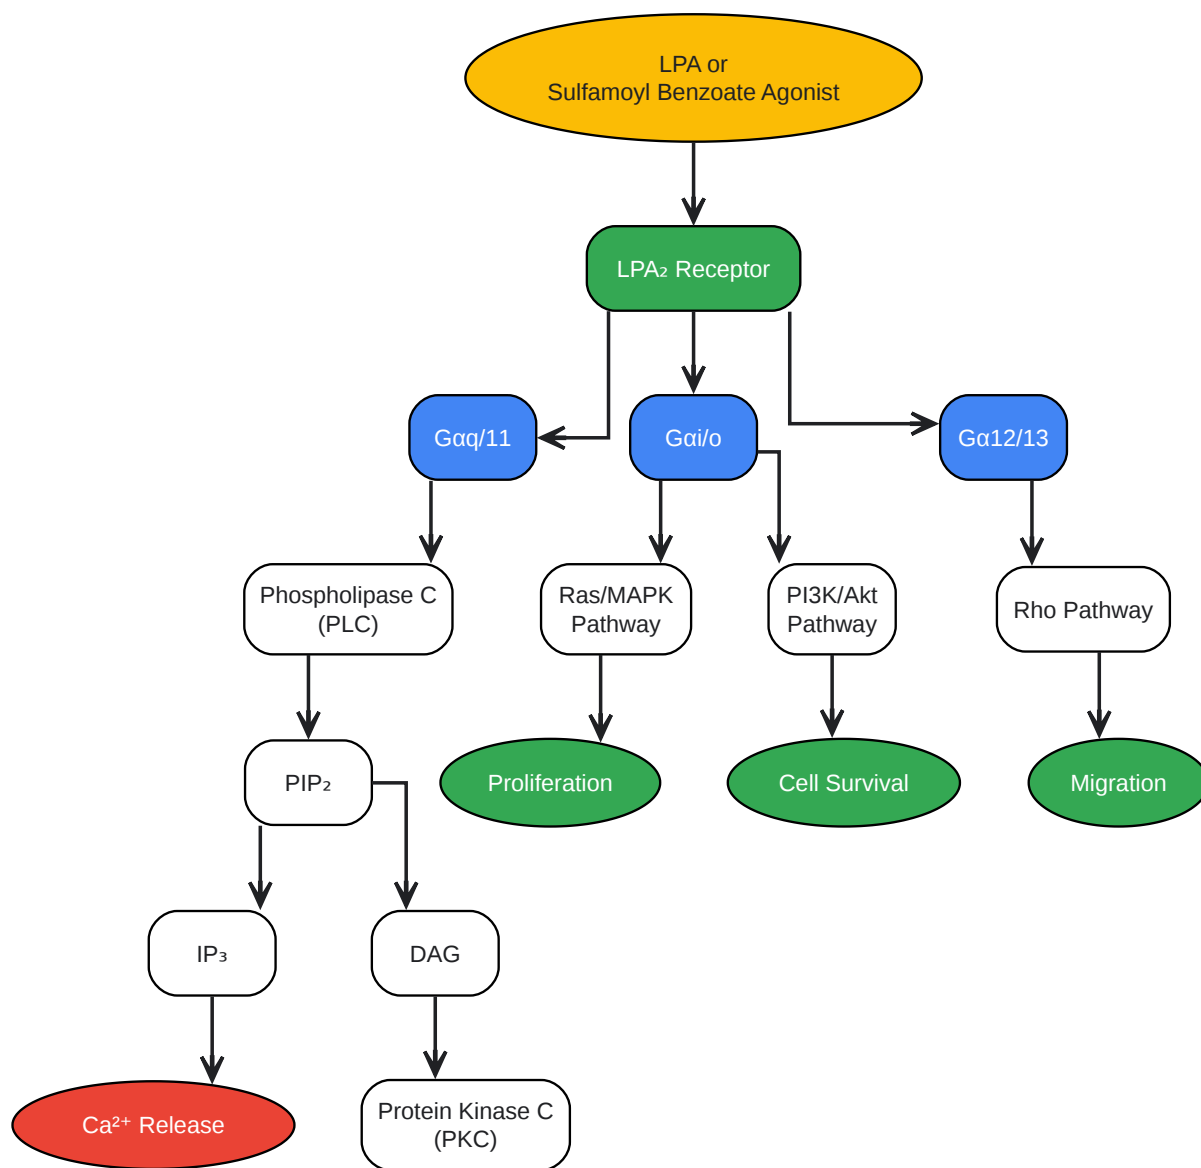 LPA or
Sulfamoyl Benzoate Agonist
LPA₂ Receptor
Gαq/11
Gαi/o
Gα12/13
Phospholipase C
(PLC)
Ras/MAPK
Pathway
PI3K/Akt
Pathway
Rho Pathway
PIP₂
Proliferation
Cell Survival
Migration
IP₃
DAG
Ca²⁺ Release
Protein Kinase C
(PKC)